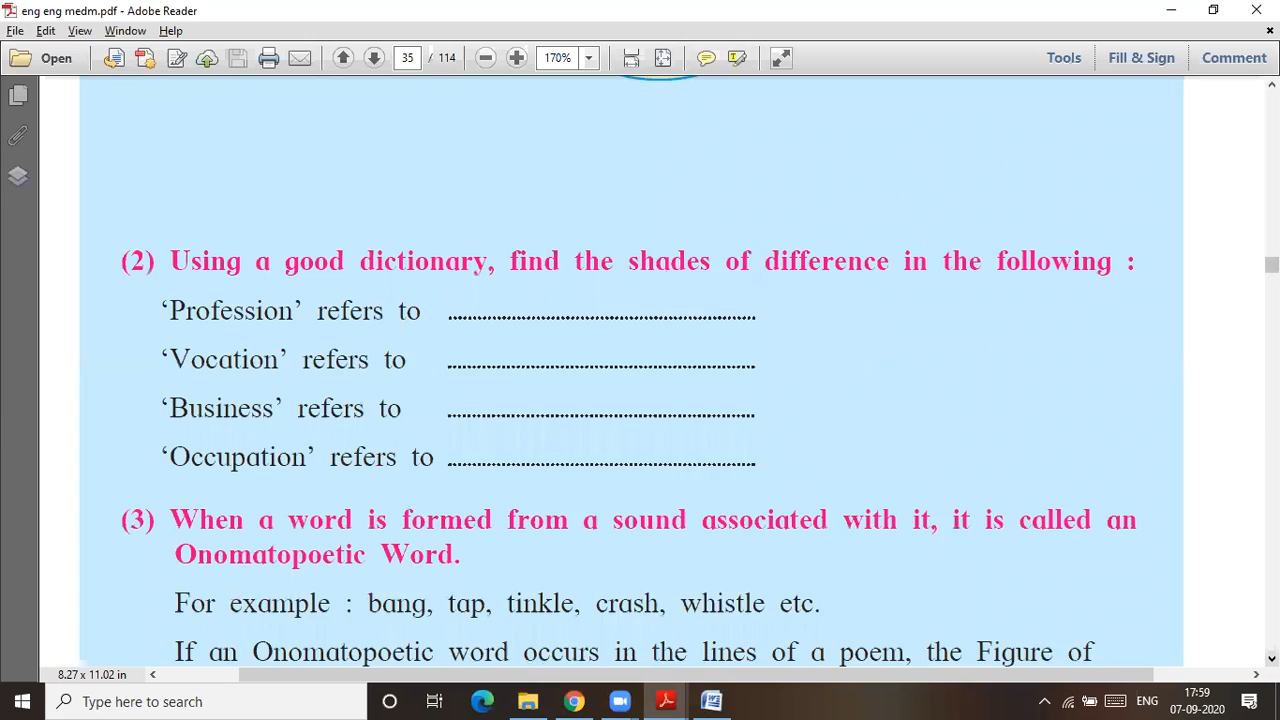 eng eng medm.pdf - Adobe Reader
File Edit View Window Help
Open 35 / 114 170% Tools Fill & Sign Comment
(2) Using a good dictionary, find the shades of difference in the following :
‘Profession’ refers to ........................................................
‘Vocation’ refers to ........................................................
‘Business’ refers to ........................................................
‘Occupation’ refers to ........................................................
(3) When a word is formed from a sound associated with it, it is called an
Onomatopoetic Word.
For example : bang, tap, tinkle, crash, whistle etc.
If an Onomatopoetic word occurs in the lines of a poem, the Figure of
8.27 x 11.02 in
Type here to search ENG 17:59
07-09-2020